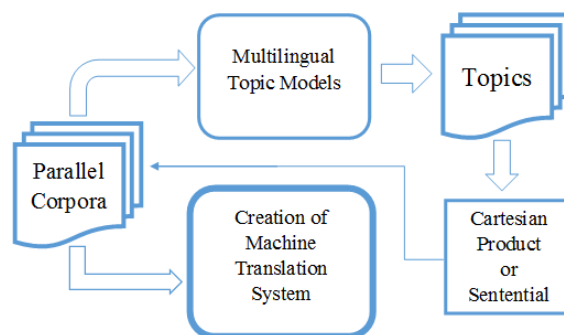 Multilingual
Topic Models
Topics
Parallel
Corpora
Creation of
Machine
Translation
System
Cartesian
Product
or
Sentential